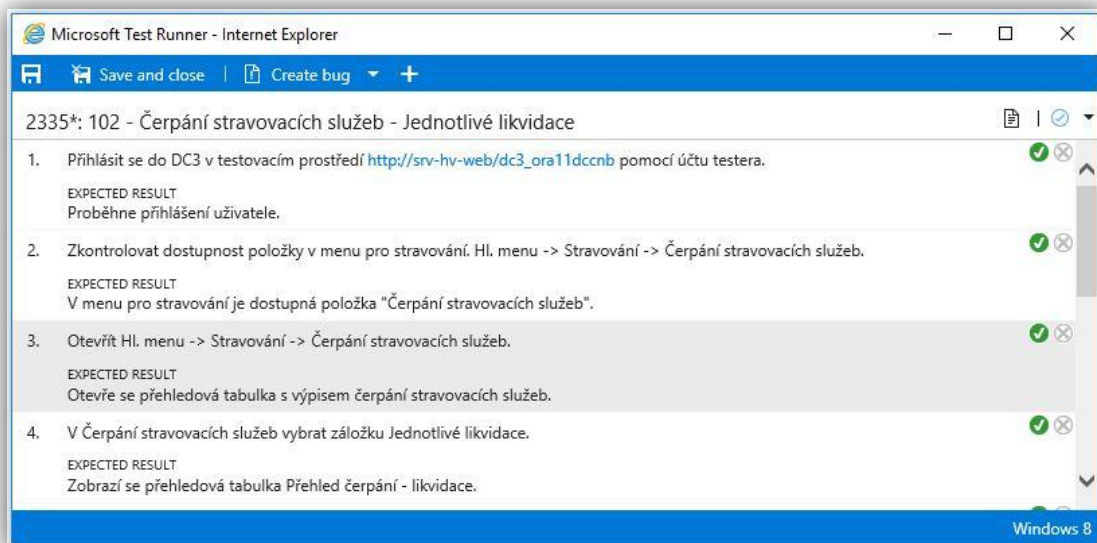 Microsoft Test Runner - Internet Explorer
Save and close | Create bug
2335*: 102 - Čerpání stravovacích služeb - Jednotlivé likvidace
1. Přihlásit se do DC3 v testovacím prostředí http://srv-hv-web/dc3_ora11dccnb pomocí účtu testera.
EXPECTED RESULT
Proběhne přihlášení uživatele.
2. Zkontrolovat dostupnost položky v menu pro stravování. Hl. menu -> Stravování -> Čerpání stravovacích služeb.
EXPECTED RESULT
V menu pro stravování je dostupná položka "Čerpání stravovacích služeb".
3. Otevřít Hl. menu -> Stravování -> Čerpání stravovacích služeb.
EXPECTED RESULT
Otevře se přehledová tabulka s výpisem čerpání stravovacích služeb.
4. V Čerpání stravovacích služeb vybrat záložku Jednotlivé likvidace.
EXPECTED RESULT
Zobrazí se přehledová tabulka Přehled čerpání - likvidace.
Windows 8